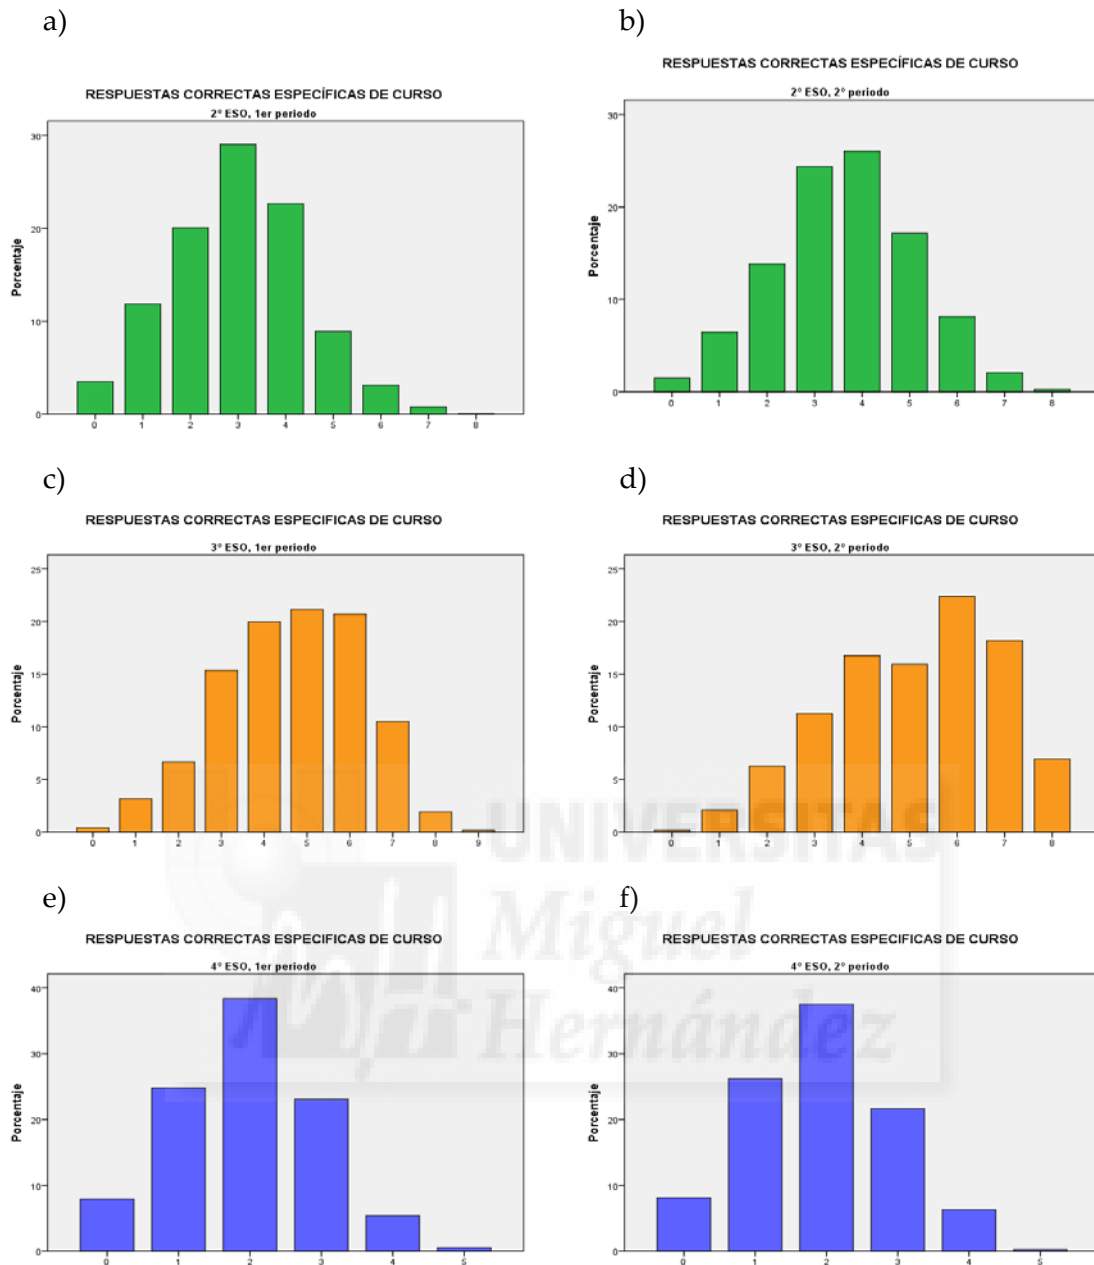 a)
RESPUESTAS CORRECTAS ESPECÍFICAS DE CURSO
2º ESO, 1er periodo
Porcentaje
30
20
10
0
0 1 2 3 4 5 6 7 8
b)
RESPUESTAS CORRECTAS ESPECÍFICAS DE CURSO
2º ESO, 2º periodo
Porcentaje
30
20
10
0
0 1 2 3 4 5 6 7 8
c)
RESPUESTAS CORRECTAS ESPECIFICAS DE CURSO
3º ESO, 1er periodo
Porcentaje
25
20
15
10
5
0
0 1 2 3 4 5 6 7 8 9
d)
RESPUESTAS CORRECTAS ESPECIFICAS DE CURSO
3º ESO, 2º periodo
Porcentaje
25
20
15
10
5
0
0 1 2 3 4 5 6 7 8
e)
RESPUESTAS CORRECTAS ESPECIFICAS DE CURSO
4º ESO, 1er periodo
Porcentaje
40
30
20
10
0
0 1 2 3 4 5
f)
RESPUESTAS CORRECTAS ESPECIFICAS DE CURSO
4º ESO, 2º periodo
Porcentaje
40
30
20
10
0
0 1 2 3 4 5
UNIVERSITAS
Miguel
Hernández